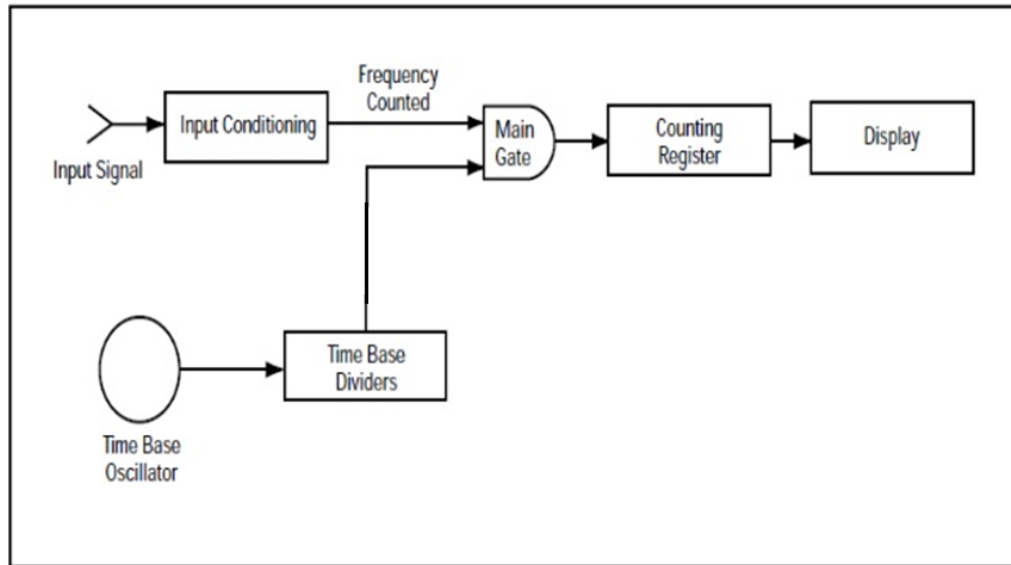 Frequency
Counted
Input Conditioning
Main
Gate
Counting
Register
Display
Input Signal
Time Base
Dividers
Time Base
Oscillator